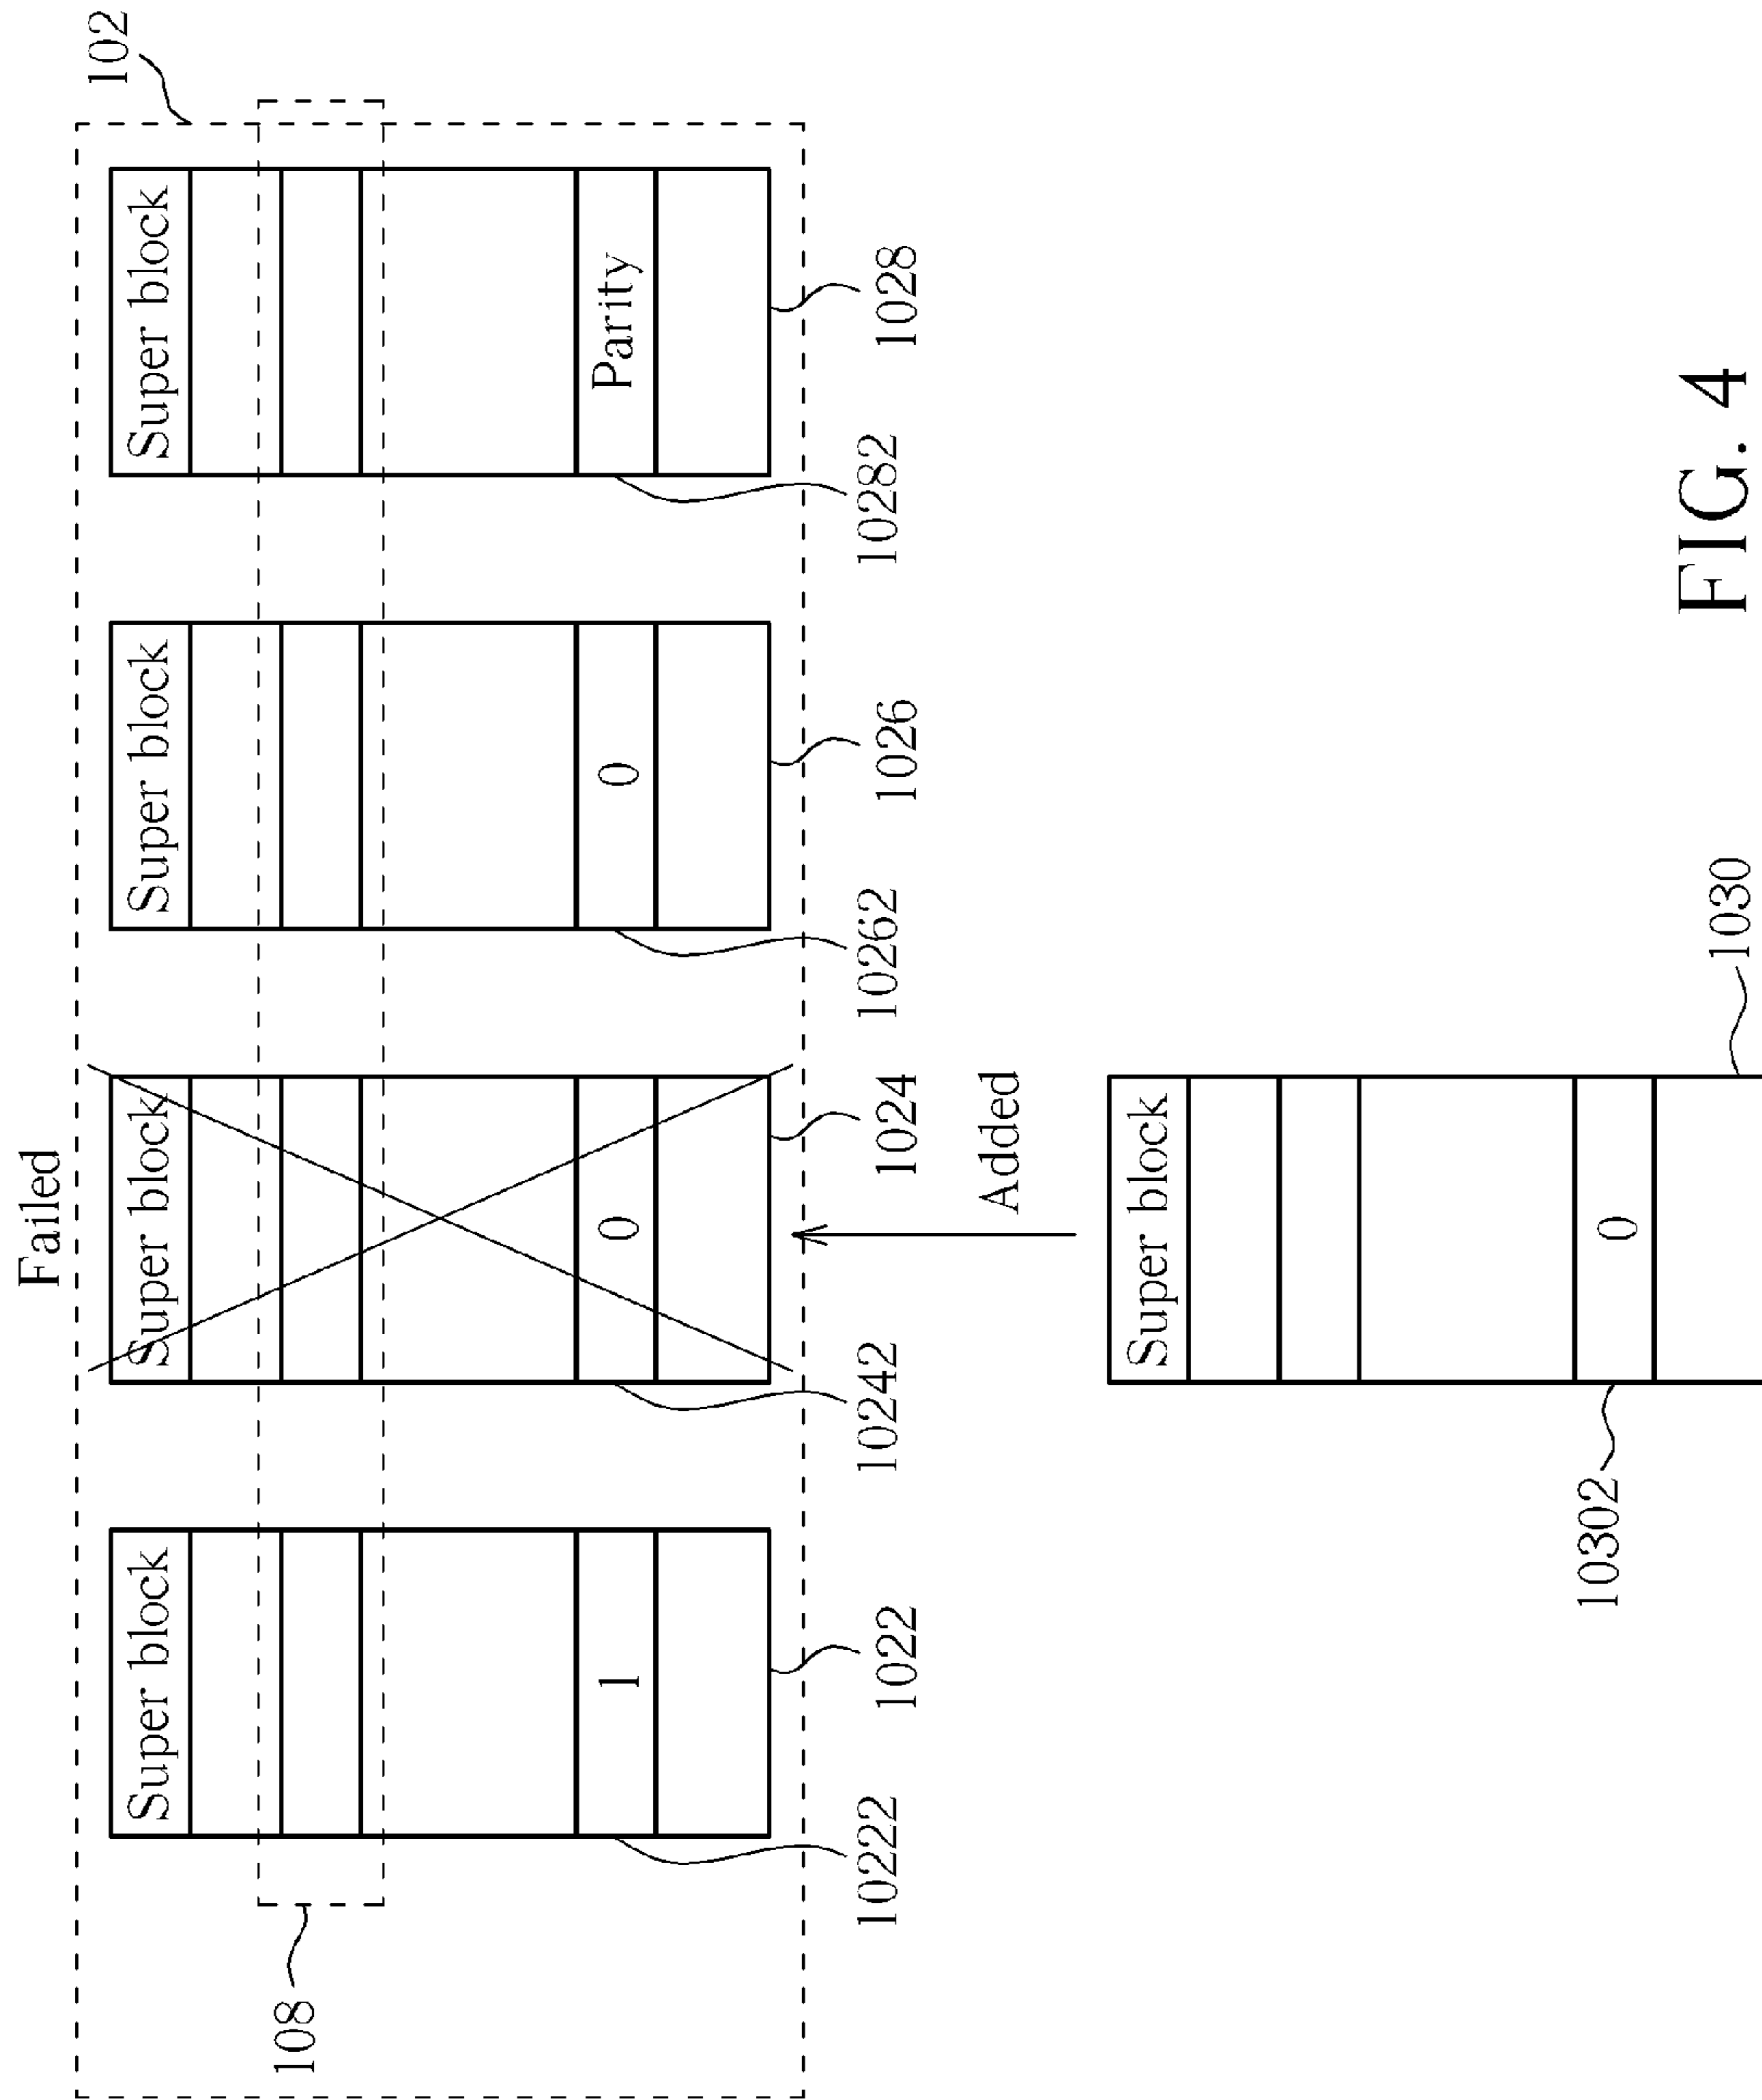 Failed
102
Super block
Super block
Super block
Super block
108
1
0
0
Parity
10222
1022
10242
1024
10262
1026
10282
1028
Added
Super block
0
10302
1030
FIG. 4